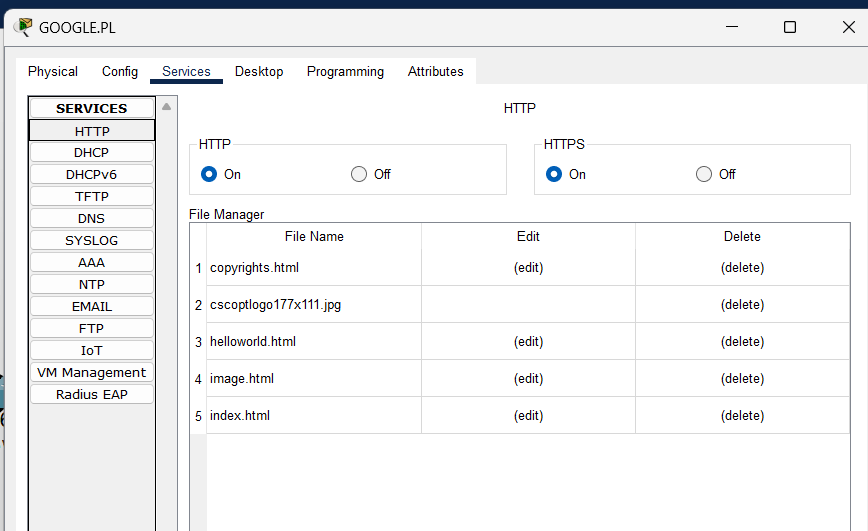 GOOGLE.PL
Physical Config Services Desktop Programming Attributes
SERVICES
HTTP
DHCP
DHCPv6
TFTP
DNS
SYSLOG
AAA
NTP
EMAIL
FTP
IoT
VM Management
Radius EAP
HTTP
HTTP HTTPS
On Off On Off
File Manager
File Name Edit Delete
1 copyrights.html (edit) (delete)
2 cscoptlogo177x111.jpg (delete)
3 helloworld.html (edit) (delete)
4 image.html (edit) (delete)
5 index.html (edit) (delete)